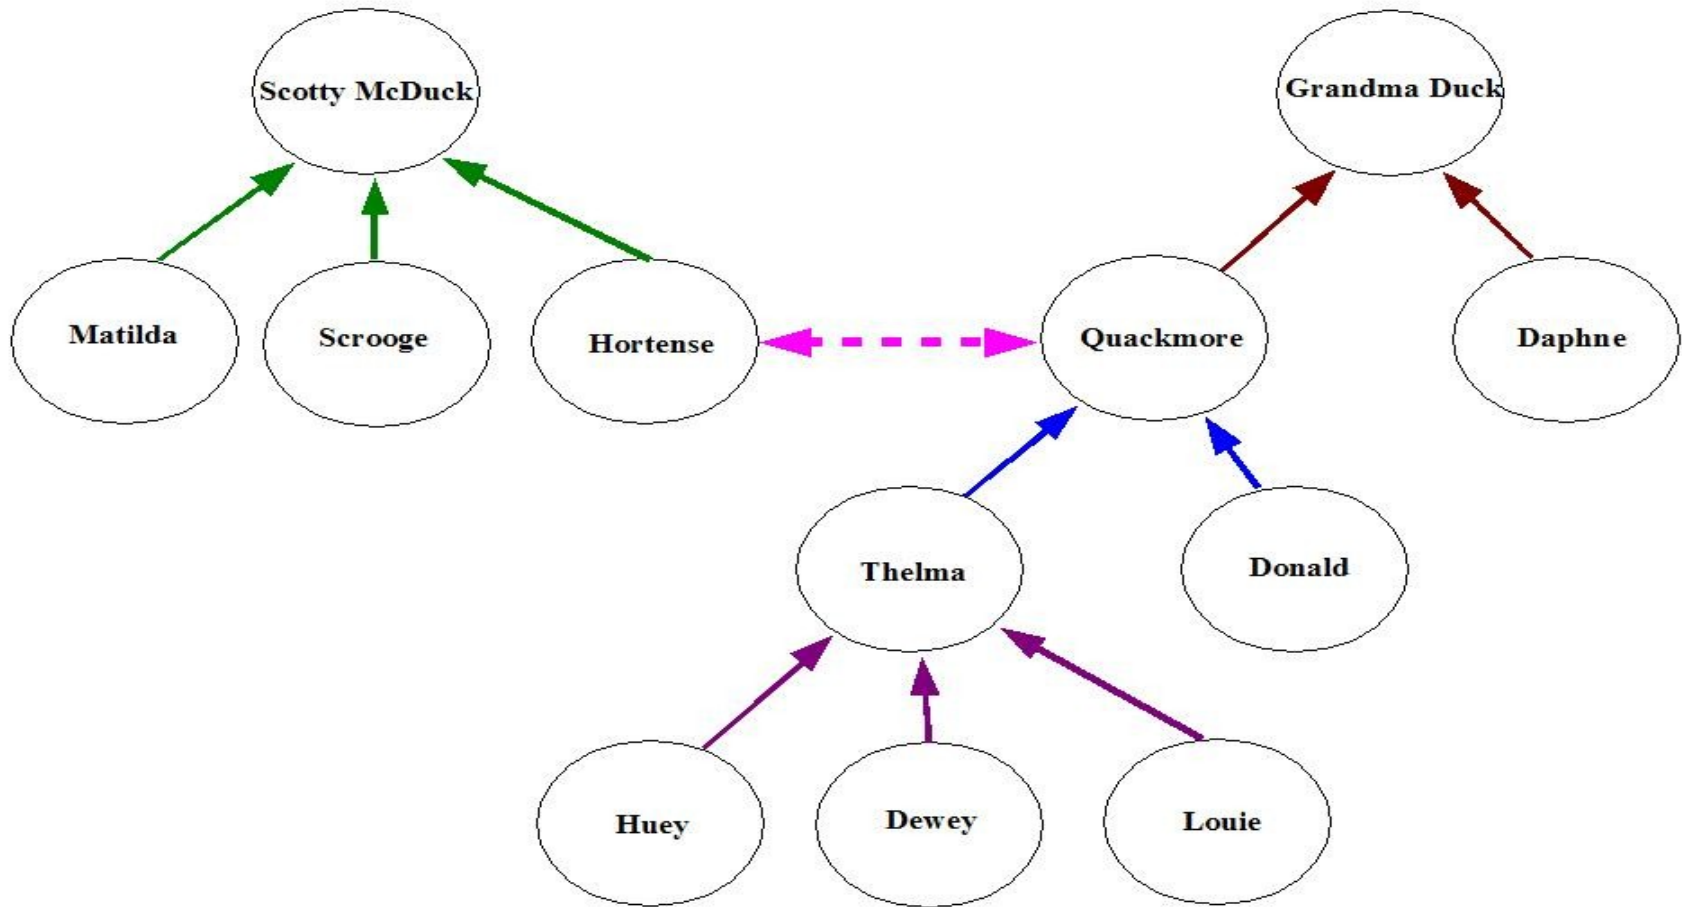 Scotty McDuck
Grandma Duck
Matilda
Scrooge
Hortense
Quackmore
Daphne
Thelma
Donald
Huey
Dewey
Louie